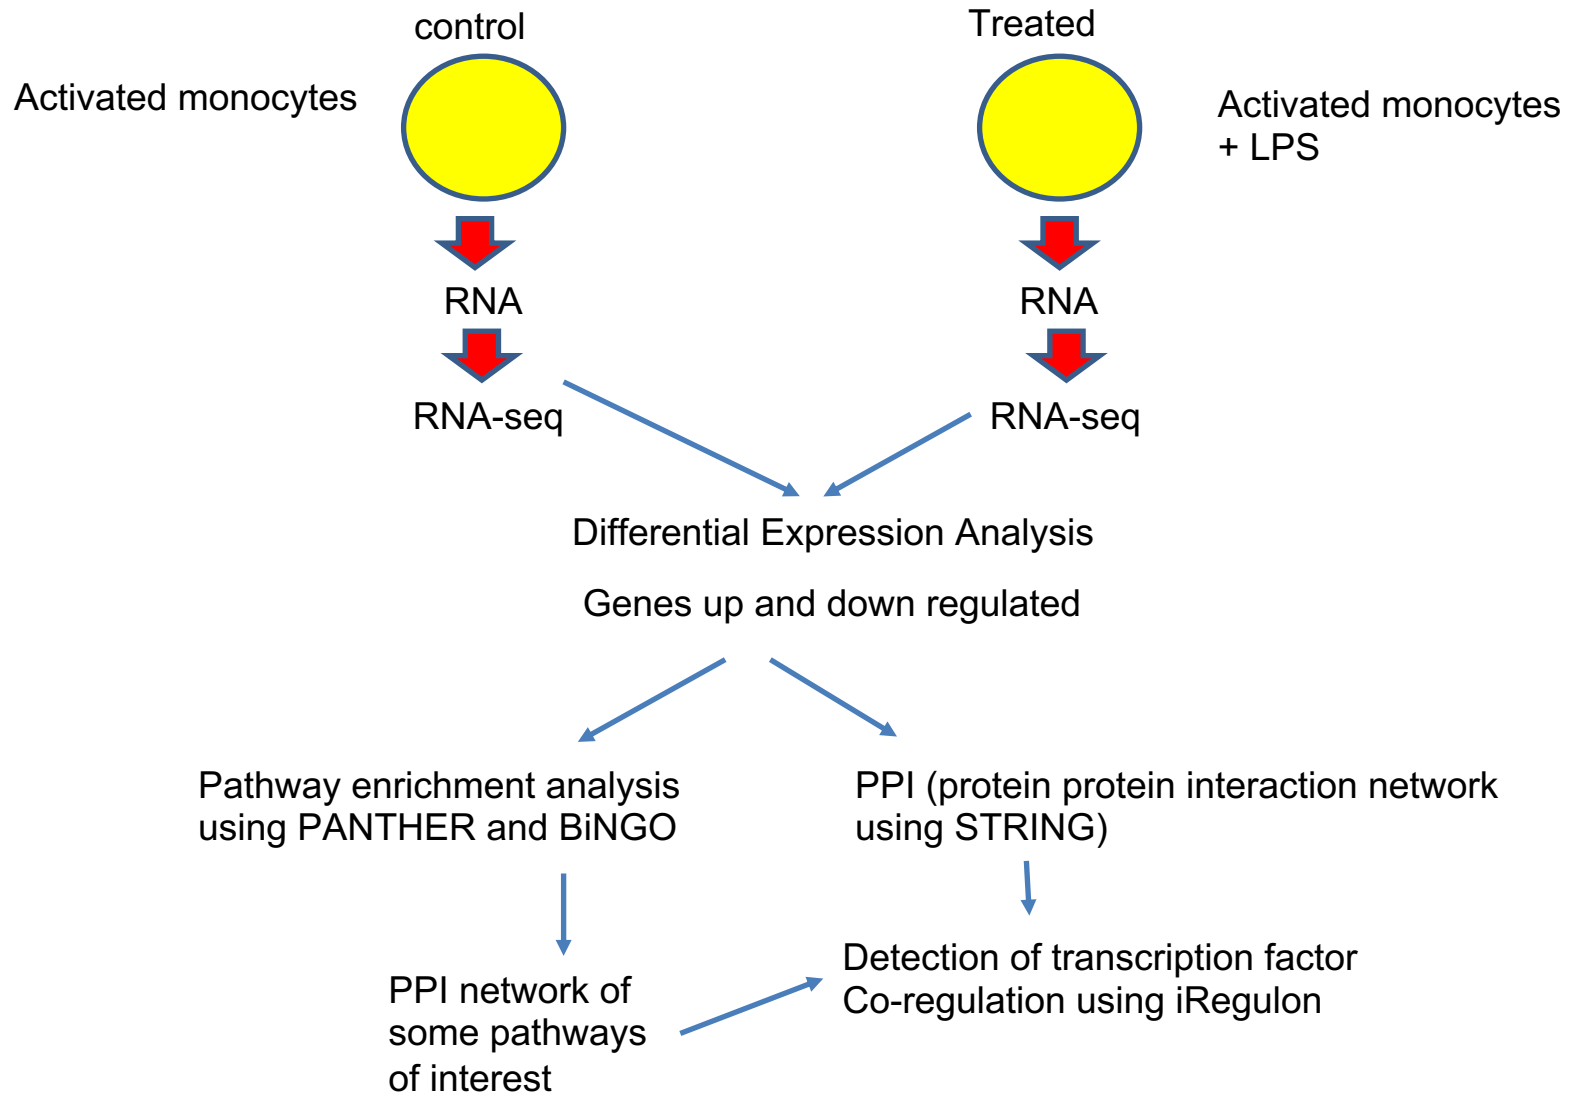 control
Treated
Activated monocytes
Activated monocytes
+ LPS
RNA
RNA
RNA-seq
RNA-seq
Differential Expression Analysis
Genes up and down regulated
Pathway enrichment analysis
using PANTHER and BiNGO
PPI (protein protein interaction network
using STRING)
PPI network of
some pathways
of interest
Detection of transcription factor
Co-regulation using iRegulon